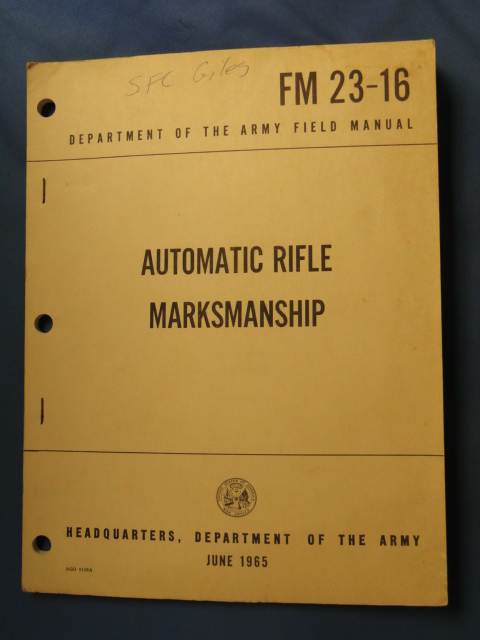 SFC Giles
FM 23-16
DEPARTMENT OF THE ARMY FIELD MANUAL
AUTOMATIC RIFLE
MARKSMANSHIP
HEADQUARTERS, DEPARTMENT OF THE ARMY
JUNE 1965